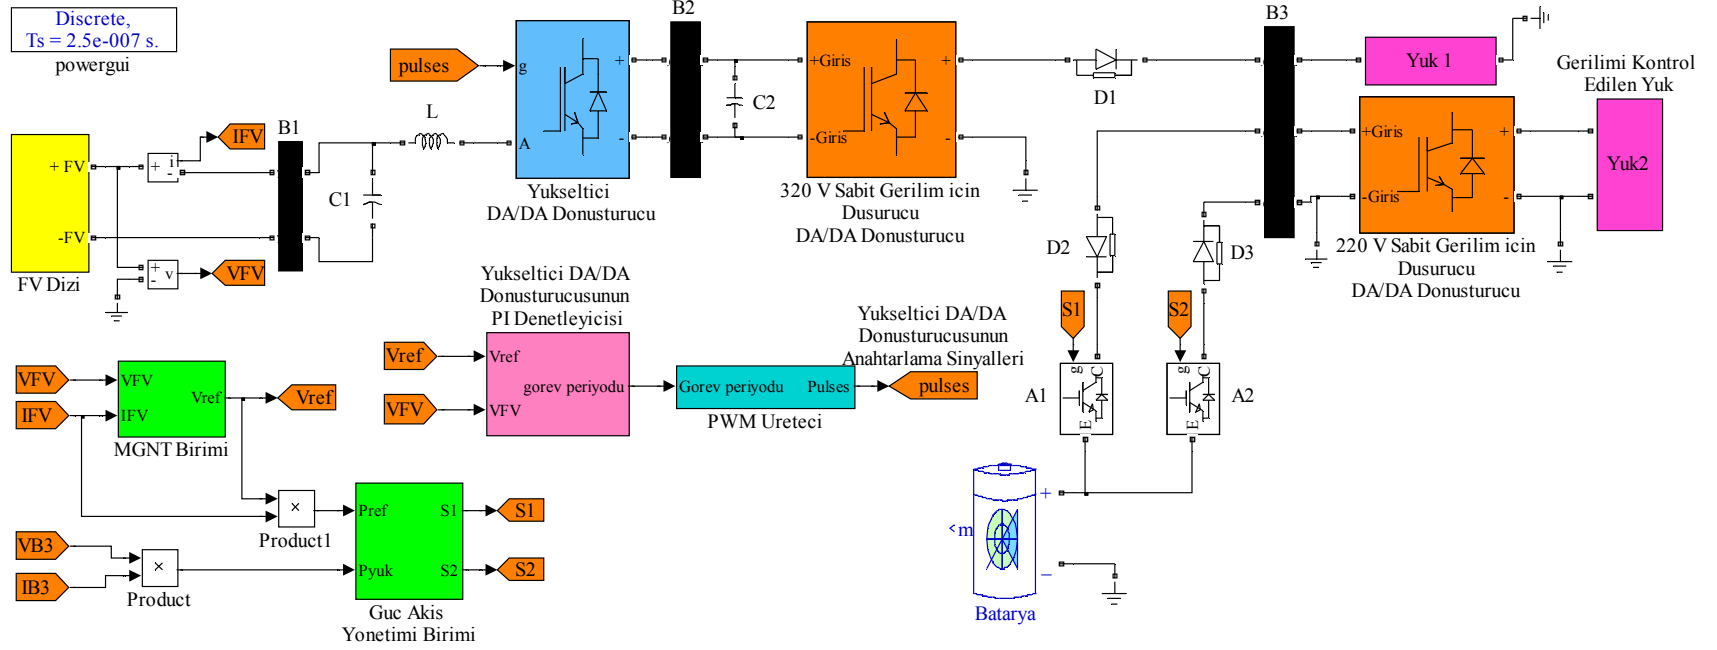 Discrete,
Ts = 2.5e-007 s.
powergui
pulses
g
A
+
-
Yukseltici
DA/DA Donusturucu
B2
C2
+Giris
-Giris
+
-
320 V Sabit Gerilim icin
Dusurucu
DA/DA Donusturucu
D1
B3
Yuk 1
Gerilimi Kontrol
Edilen Yuk
+Giris
-Giris
+
-
Yuk2
220 V Sabit Gerilim icin
Dusurucu
DA/DA Donusturucu
+ FV
-FV
FV Dizi
+
i
-
IFV
B1
+
-
v
VFV
C1
L
D2
D3
S1
S2
g
C
E
A1
g
C
E
A2
+
<m
−
Batarya
Yukseltici DA/DA
Donusturucusunun
PI Denetleyicisi
Vref
VFV
Vref
VFV
gorev periyodu
Gorev periyodu
Pulses
PWM Ureteci
Yukseltici DA/DA
Donusturucusunun
Anahtarlama Sinyalleri
pulses
VFV
IFV
VFV
IFV
Vref
MGNT Birimi
Vref
×
Product1
VB3
IB3
×
Product
Pref
Pyuk
S1
S2
S1
S2
Guc Akis
Yonetimi Birimi